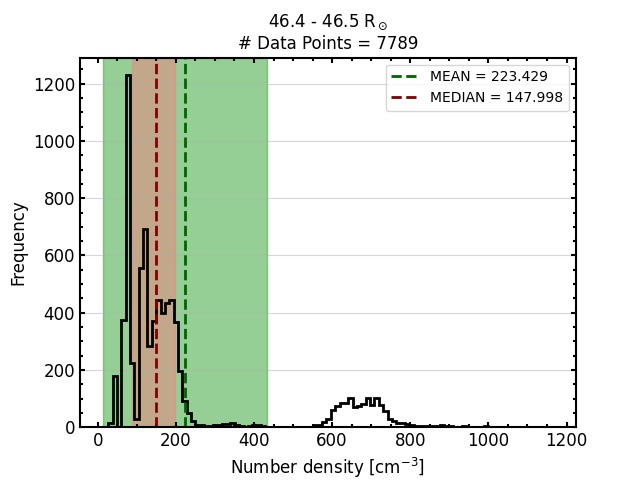 46.4 - 46.5 R⊙
# Data Points = 7789
MEAN = 223.429
MEDIAN = 147.998
Frequency
1200
1000
800
600
400
200
0
0 200 400 600 800 1000 1200
Number density [cm⁻³]